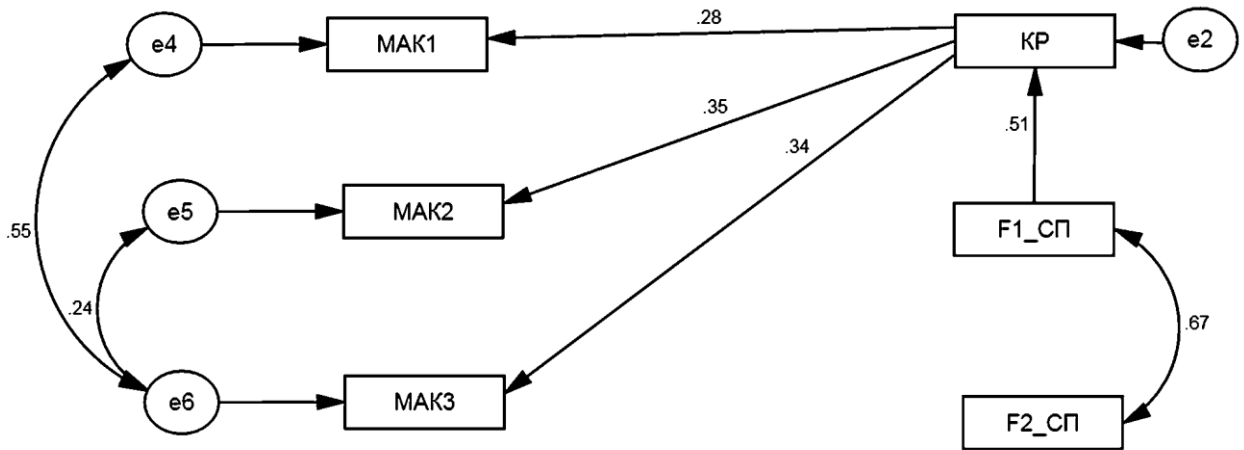 .28
e4
МАК1
КР
e2
.35
.51
.34
e5
МАК2
F1_СП
.55
.24
.67
e6
МАК3
F2_СП